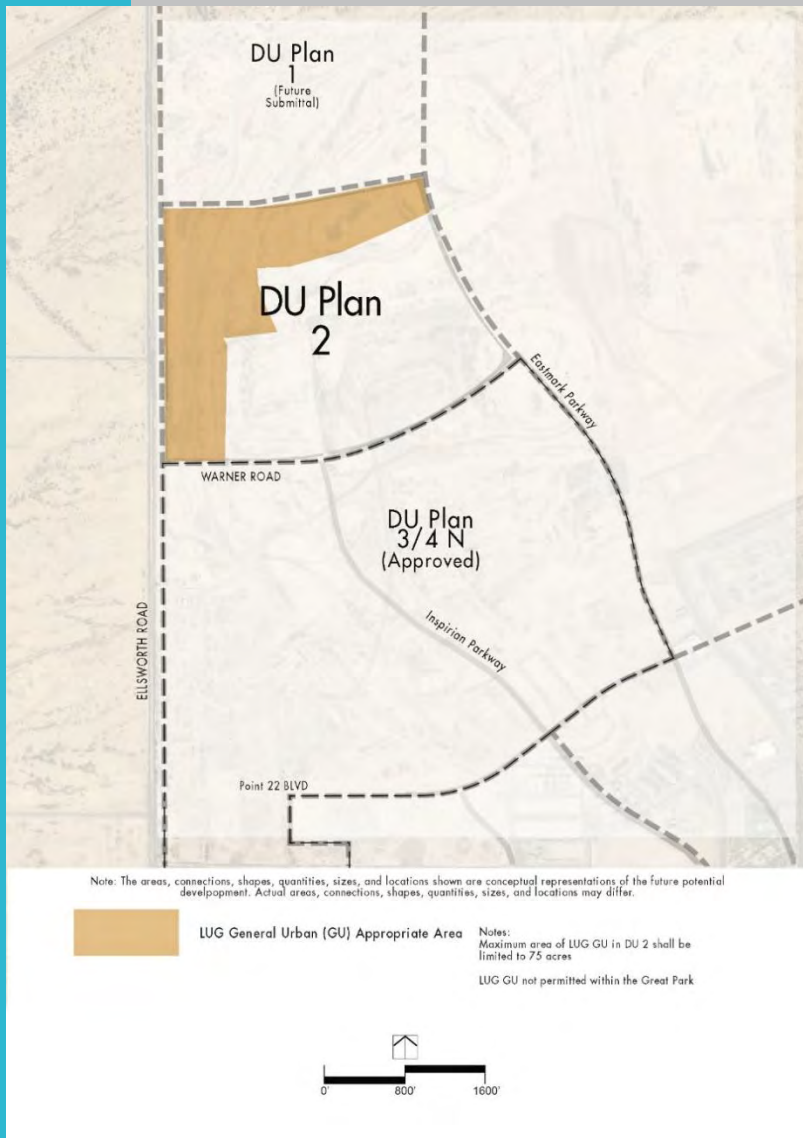 DU Plan
1
(Future
Submittal)
DU Plan
2
Eastmark Parkway
WARNER ROAD
DU Plan
3/4 N
(Approved)
ELLSWORTH ROAD
Inspirian Parkway
Point 22 BLVD
Note: The areas, connections, shapes, quantities, sizes, and locations shown are conceptual representations of the future potential
develpopment. Actual areas, connections, shapes, quantities, sizes, and locations may differ.
LUG General Urban (GU) Appropriate Area
Notes:
Maximum area of LUG GU in DU 2 shall be
limited to 75 acres
LUG GU not permitted within the Great Park
0' 800' 1600'